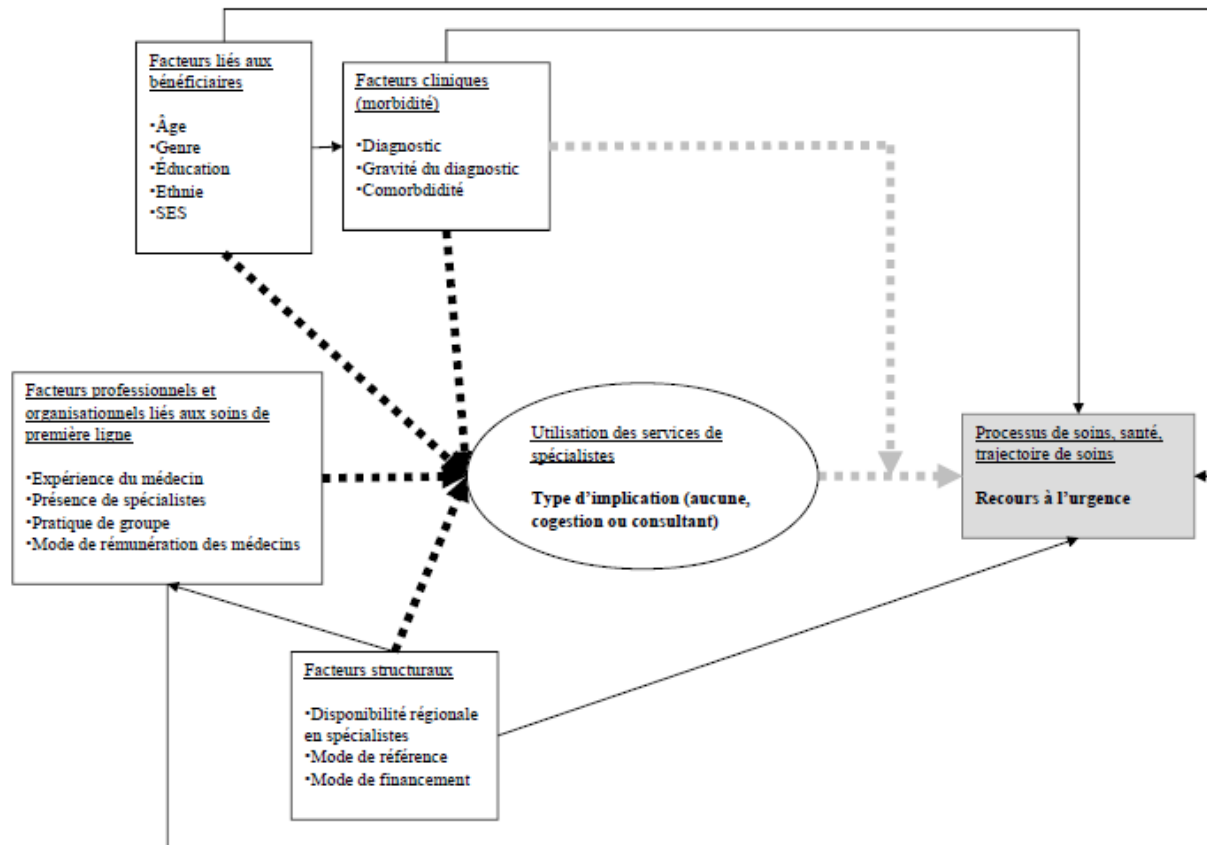 Facteurs liés aux
bénéficiaires
•Âge
•Genre
•Éducation
•Ethnie
•SES
Facteurs cliniques
(morbidité)
•Diagnostic
•Gravité du diagnostic
•Comorbdidité
Facteurs professionnels et
organisationnels liés aux soins de
première ligne
•Expérience du médecin
•Présence de spécialistes
•Pratique de groupe
•Mode de rémunération des médecins
Utilisation des services de
spécialistes
Type d'implication (aucune,
cogestion ou consultant)
Processus de soins, santé,
trajectoire de soins
Recours à l'urgence
Facteurs structuraux
•Disponibilité régionale
en spécialistes
•Mode de référence
•Mode de financement